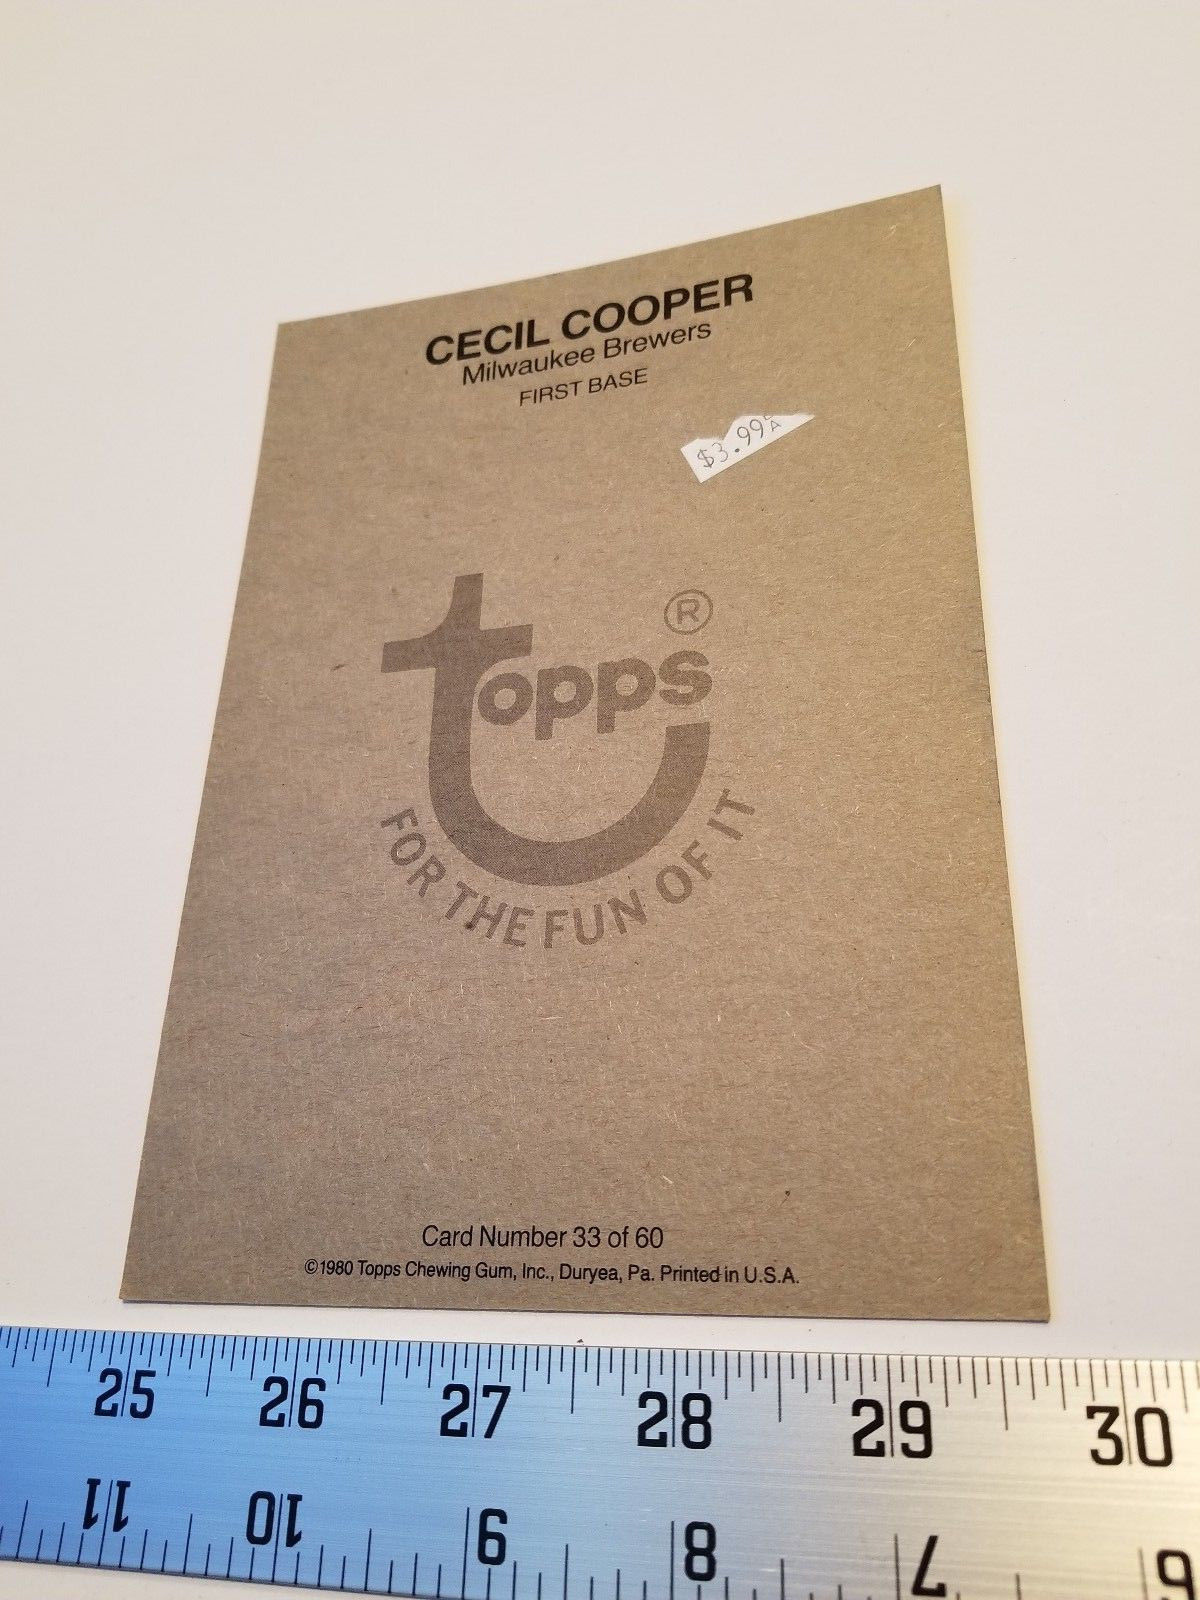 CECIL COOPER
Milwaukee Brewers
FIRST BASE
$3.99
A
topps ®
FOR THE FUN OF IT
Card Number 33 of 60
©1980 Topps Chewing Gum, Inc., Duryea, Pa. Printed in U.S.A.
25 26 27 28 29 30
11 10 9 8 7 6